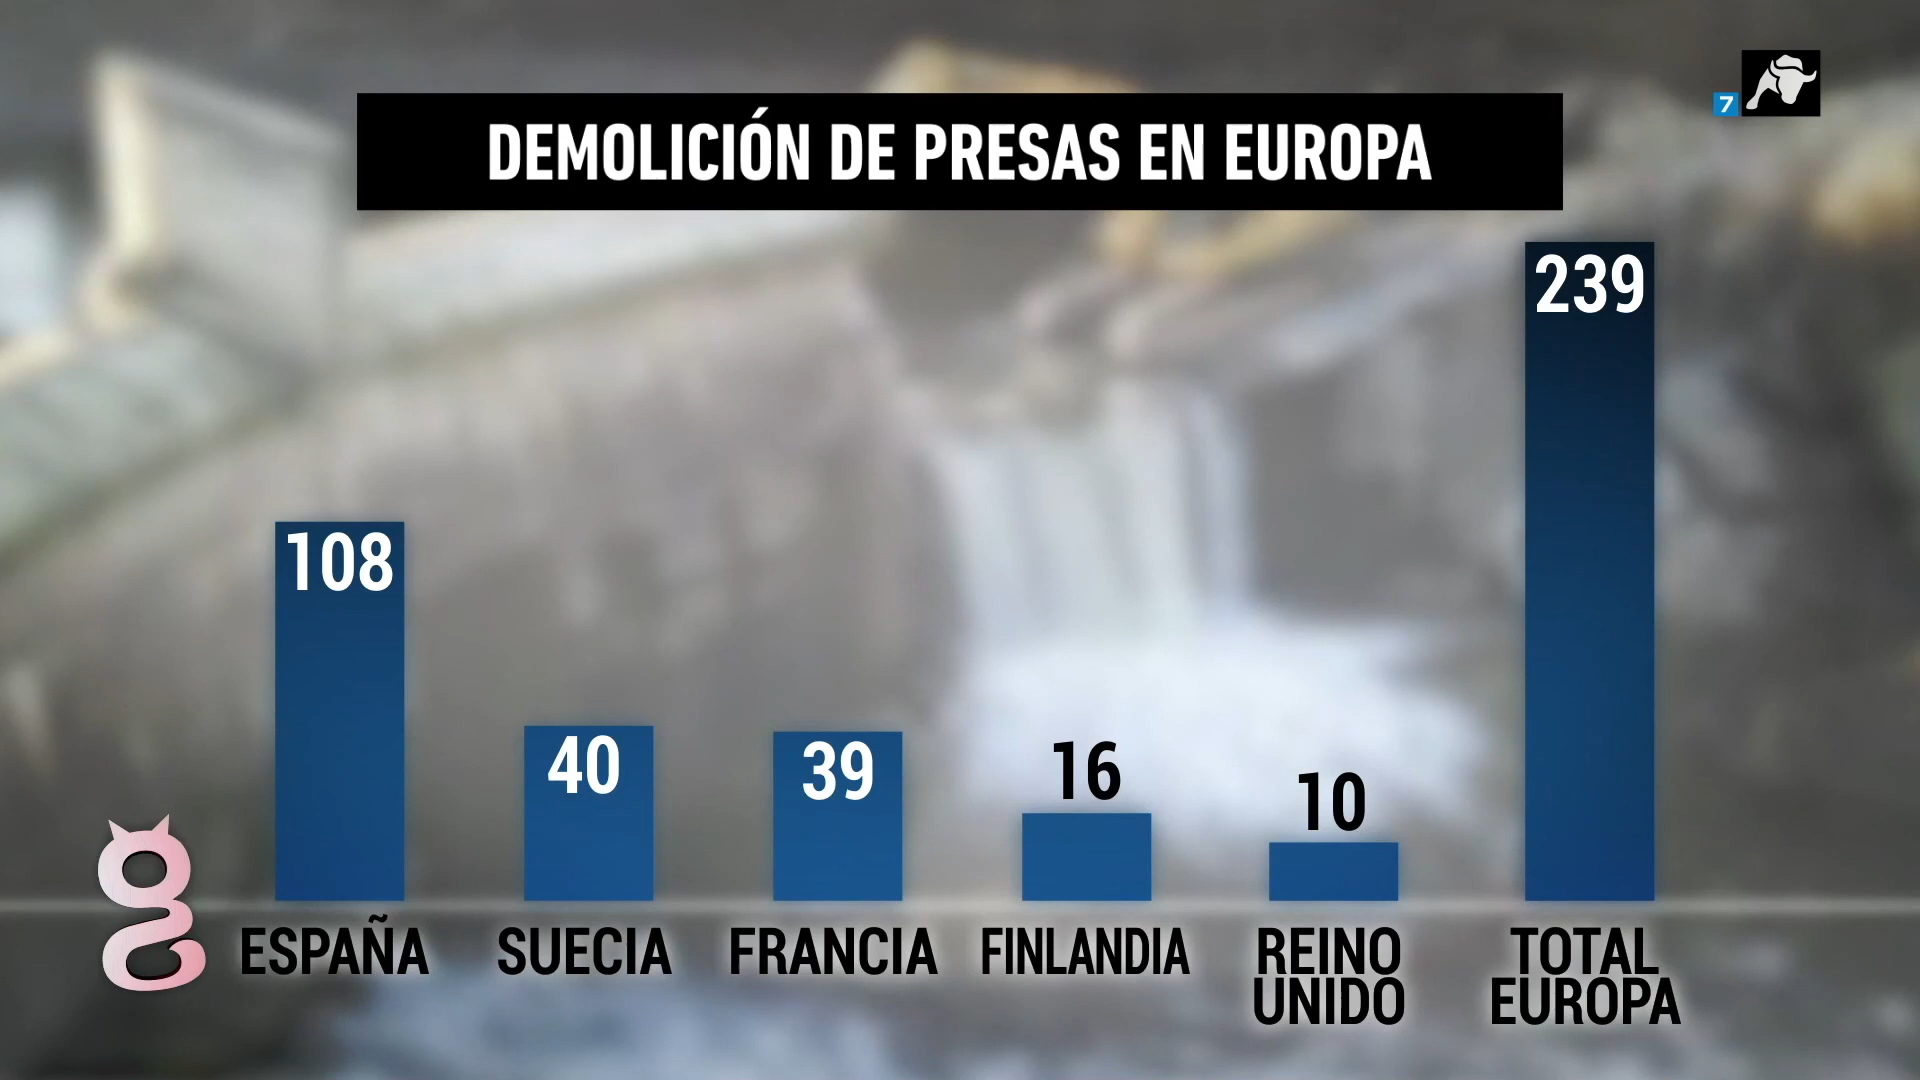 DEMOLICIÓN DE PRESAS EN EUROPA
7
239
108
40
39
16
10
g
ESPAÑA
SUECIA
FRANCIA
FINLANDIA
REINO
UNIDO
TOTAL
EUROPA